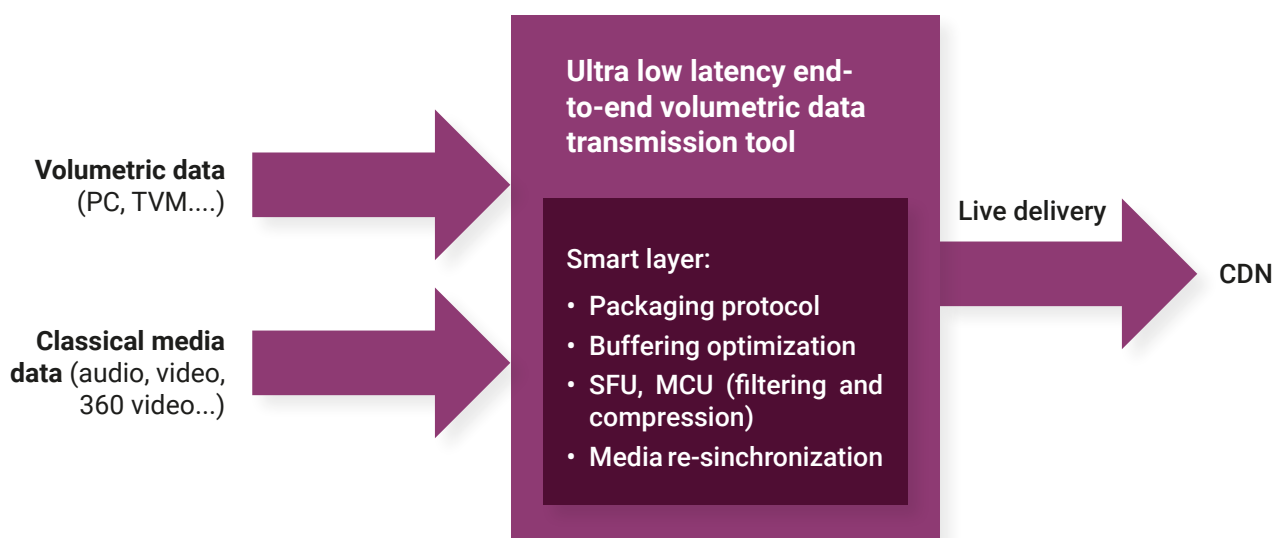 Volumetric data
(PC, TVM....)
Classical media
data (audio, video,
360 video...)
Ultra low latency end-
to-end volumetric data
transmission tool
Smart layer:
• Packaging protocol
• Buffering optimization
• SFU, MCU (filtering and
compression)
• Media re-sinchronization
Live delivery
CDN